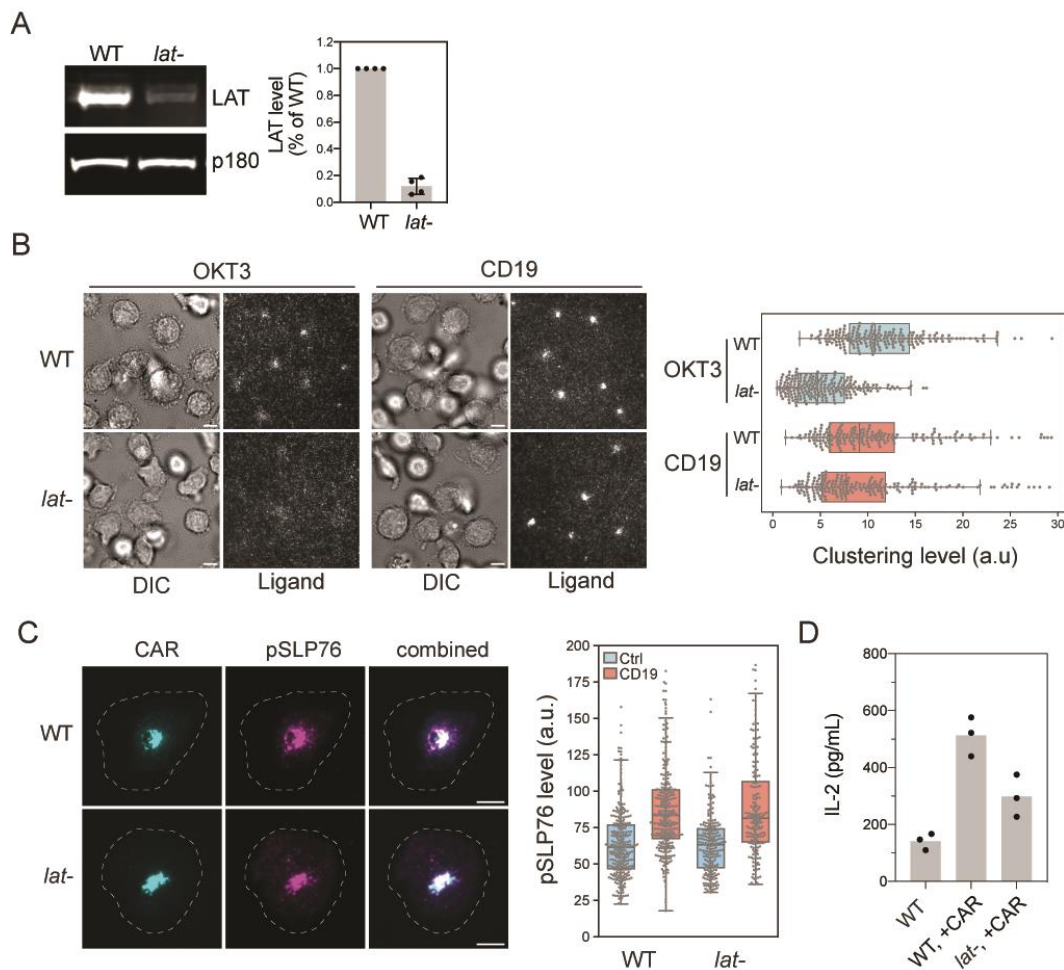 A
WT lat-
LAT
p180
LAT level
(% of WT)
1.2
1.0
0.8
0.6
0.4
0.2
0.0
WT lat-
B
OKT3 CD19
WT
lat-
DIC Ligand DIC Ligand
OKT3
WT
lat-
CD19
WT
lat-
0 5 10 15 20 25 30
Clustering level (a.u)
C
CAR pSLP76 combined
WT
lat-
pSLP76 level (a.u.)
200
175
150
125
100
75
50
25
0
Ctrl
CD19
WT lat-
D
IL-2 (pg/mL)
800
600
400
200
0
WT
WT, +CAR
lat-, +CAR